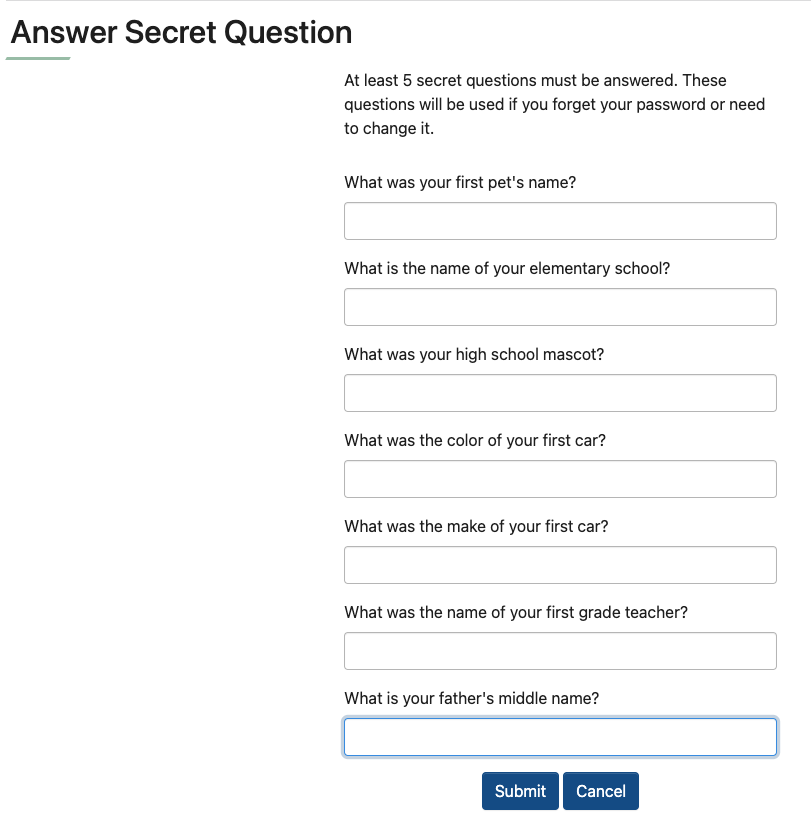 Answer Secret Question
At least 5 secret questions must be answered. These
questions will be used if you forget your password or need
to change it.
What was your first pet's name?
What is the name of your elementary school?
What was your high school mascot?
What was the color of your first car?
What was the make of your first car?
What was the name of your first grade teacher?
What is your father's middle name?
Submit Cancel